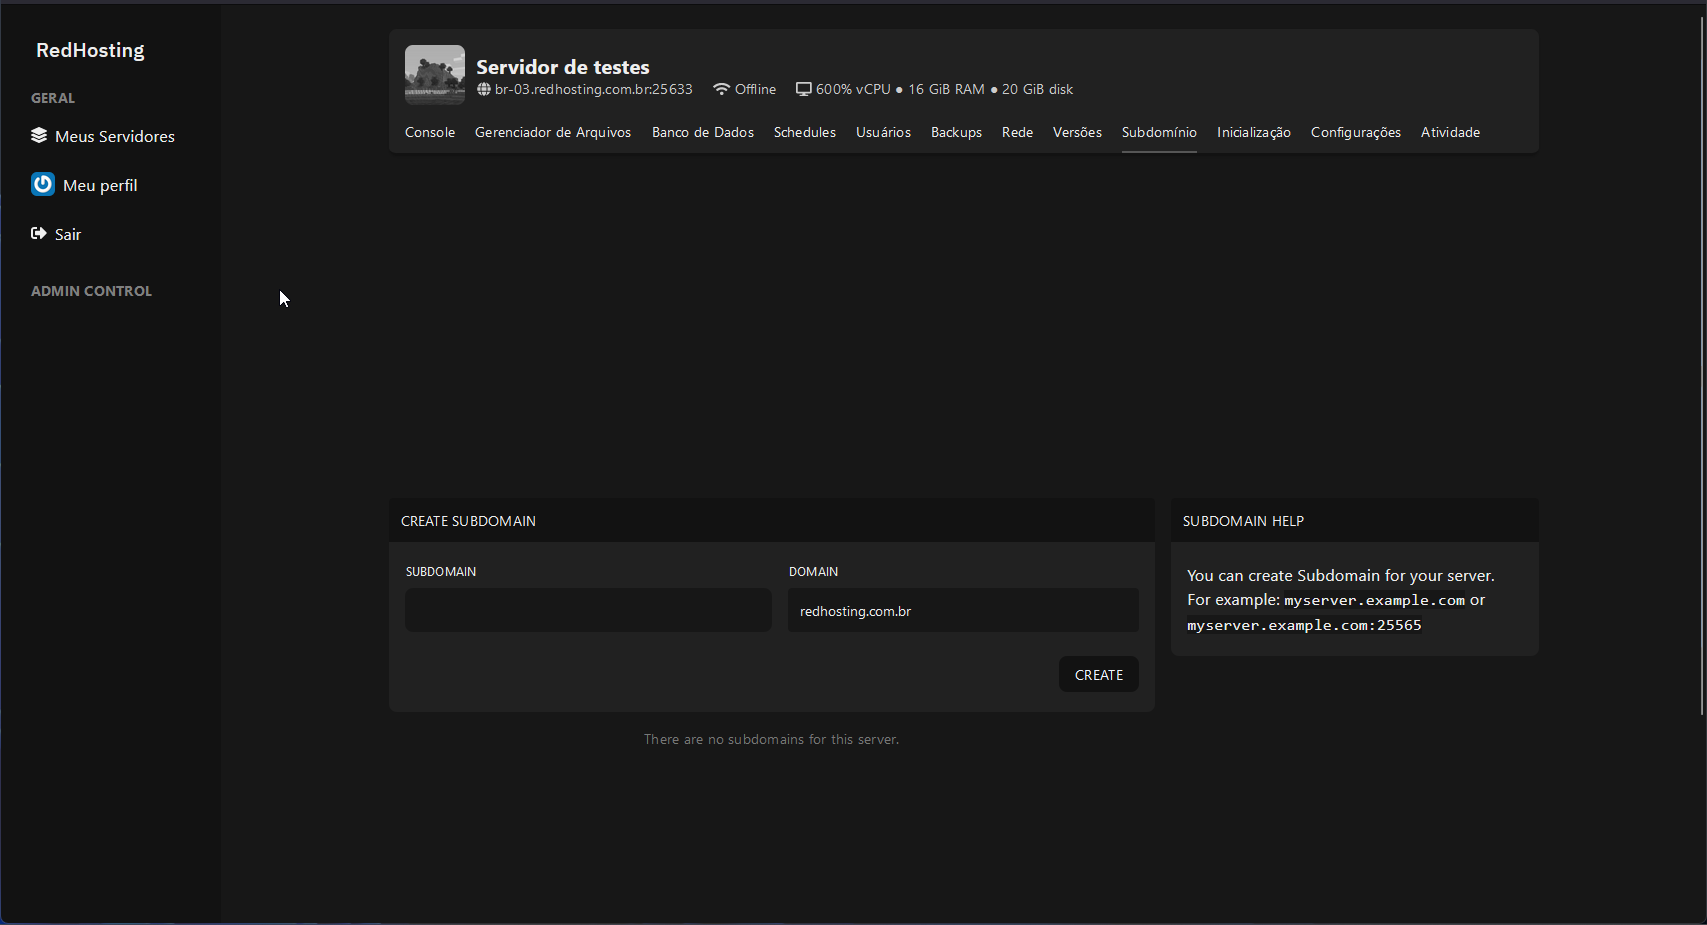 RedHosting
GERAL
Meus Servidores
Meu perfil
Sair
ADMIN CONTROL
Servidor de testes
br-03.redhosting.com.br:25633 Offline 600% vCPU ● 16 GiB RAM ● 20 GiB disk
Console Gerenciador de Arquivos Banco de Dados Schedules Usuários Backups Rede Versões Subdomínio Inicialização Configurações Atividade
CREATE SUBDOMAIN
SUBDOMAIN DOMAIN
redhosting.com.br
CREATE
There are no subdomains for this server.
SUBDOMAIN HELP
You can create Subdomain for your server.
For example: myserver.example.com or
myserver.example.com:25565